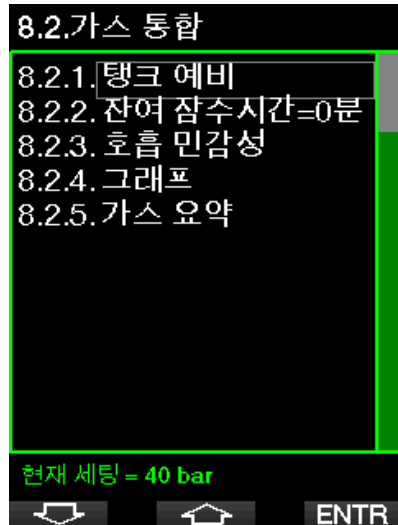 8.2.가스 통합
8.2.1. 탱크 예비
8.2.2. 잔여 잠수시간=0분
8.2.3. 호흡 민감성
8.2.4. 그래프
8.2.5. 가스 요약
현재 세팅 = 40 bar
ENTR